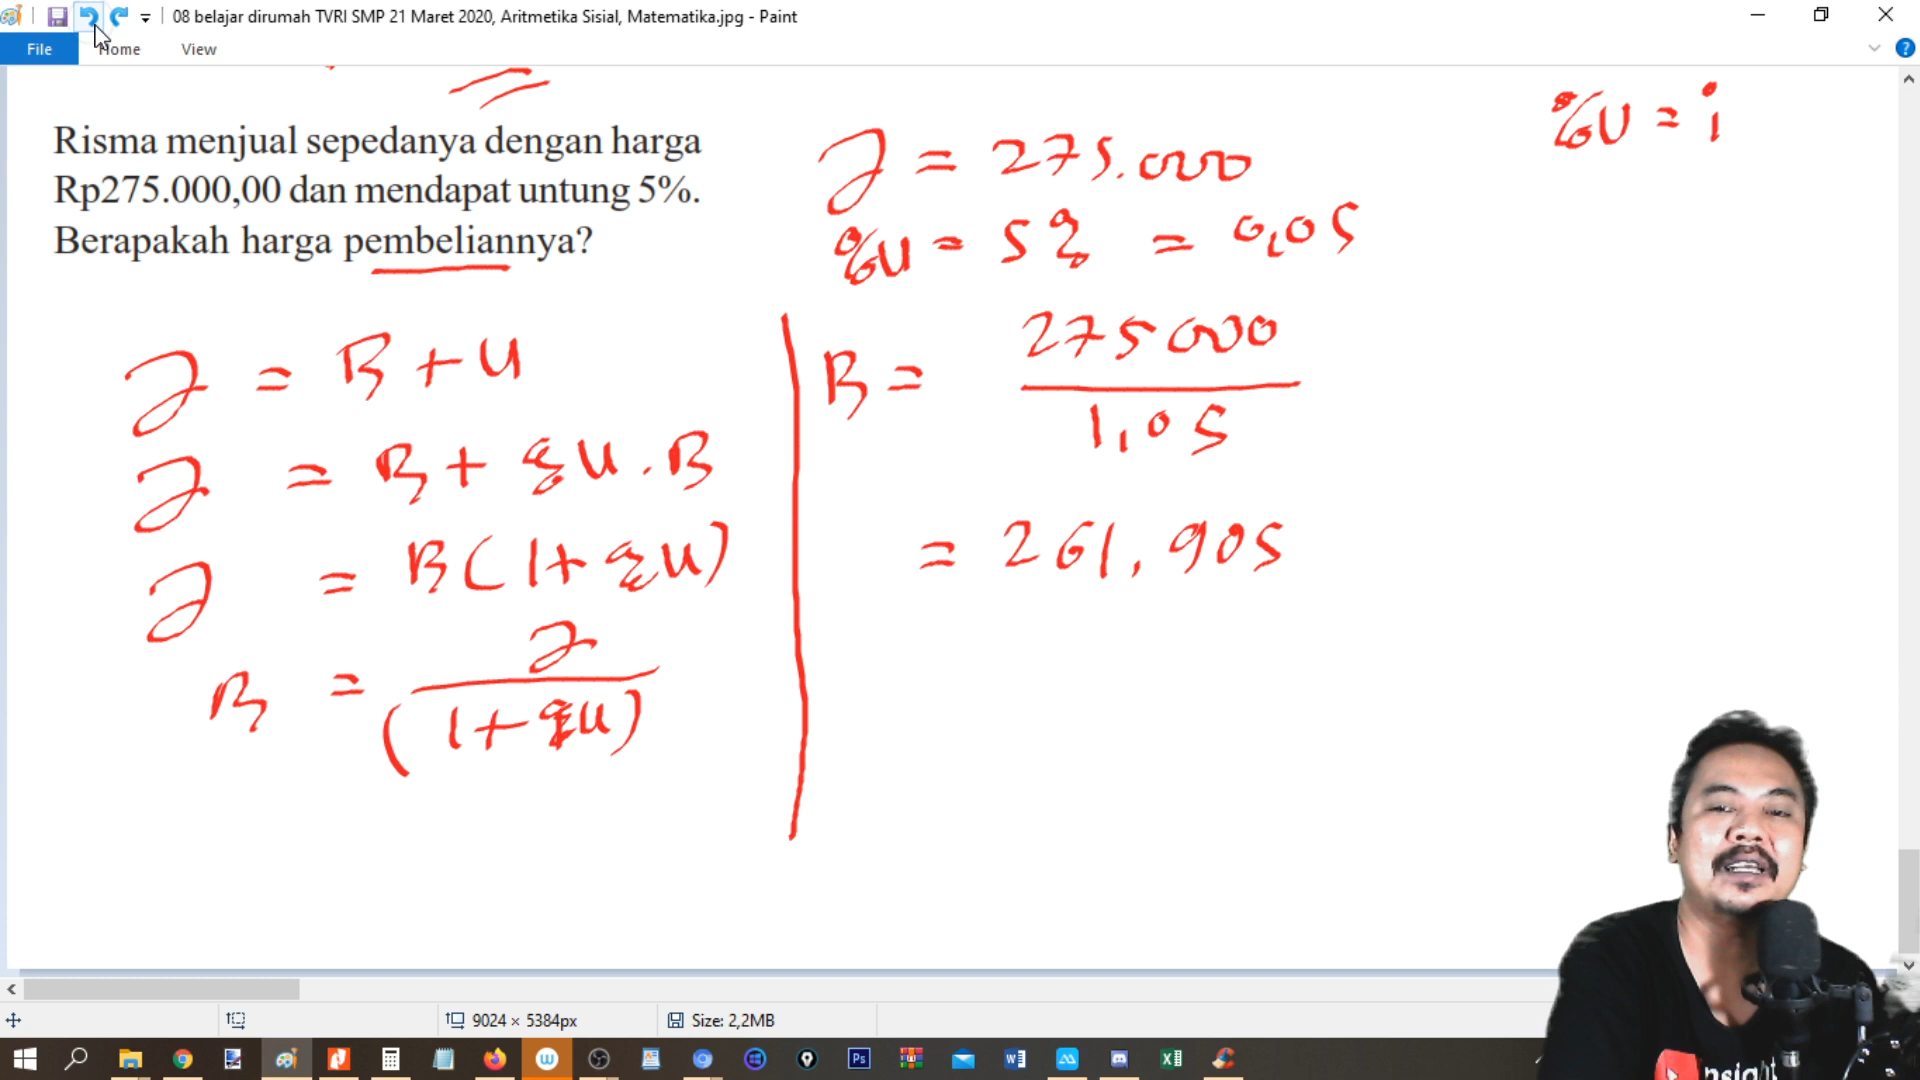 08 belajar dirumah TVRI SMP 21 Maret 2020, Aritmetika Sisial, Matematika.jpg - Paint
File Home View
Risma menjual sepedanya dengan harga
Rp275.000,00 dan mendapat untung 5%.
Berapakah harga pembeliannya?
%U = i
J = 275.000
%U = 5% = 0,05
J = B + U
J = B + %U . B
J = B(1 + %U)
B = J
(1 + %U)
B = 275000
1,05
= 261,905
9024 × 5384px
Size: 2,2MB
Ps
nsight